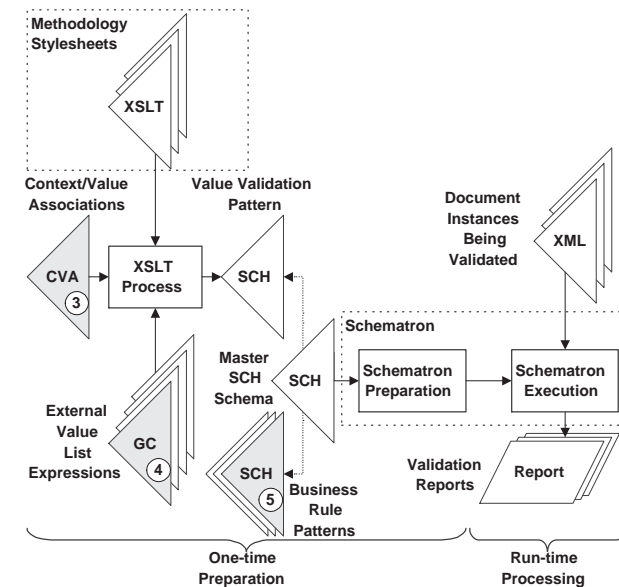 Methodology
Stylesheets
XSLT
Context/Value
Associations
Value Validation
Pattern
Document
Instances
Being
Validated
XML
CVA
3
XSLT
Process
SCH
Schematron
Master
SCH
Schema
SCH
Schematron
Preparation
Schematron
Execution
External
Value
List
Expressions
GC
4
SCH
5
Business
Rule
Patterns
Validation
Reports
Report
One-time
Preparation
Run-time
Processing